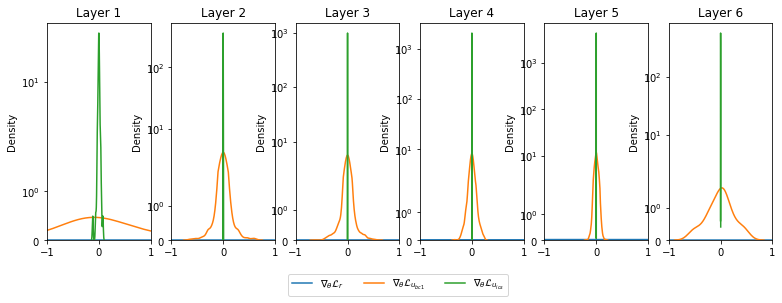 Layer 1 Layer 2 Layer 3 Layer 4 Layer 5 Layer 6
Density Density Density Density Density Density
10¹ 10⁰ 0
10² 10¹ 10⁰ 0
10³ 10² 10¹ 10⁰ 0
10³ 10² 10¹ 10⁰ 0
10³ 10² 10¹ 10⁰ 0
10² 10¹ 10⁰ 0
−1 0 1 −1 0 1 −1 0 1 −1 0 1 −1 0 1 −1 0 1
∇θℒr ∇θℒu_bc1 ∇θℒu_ics